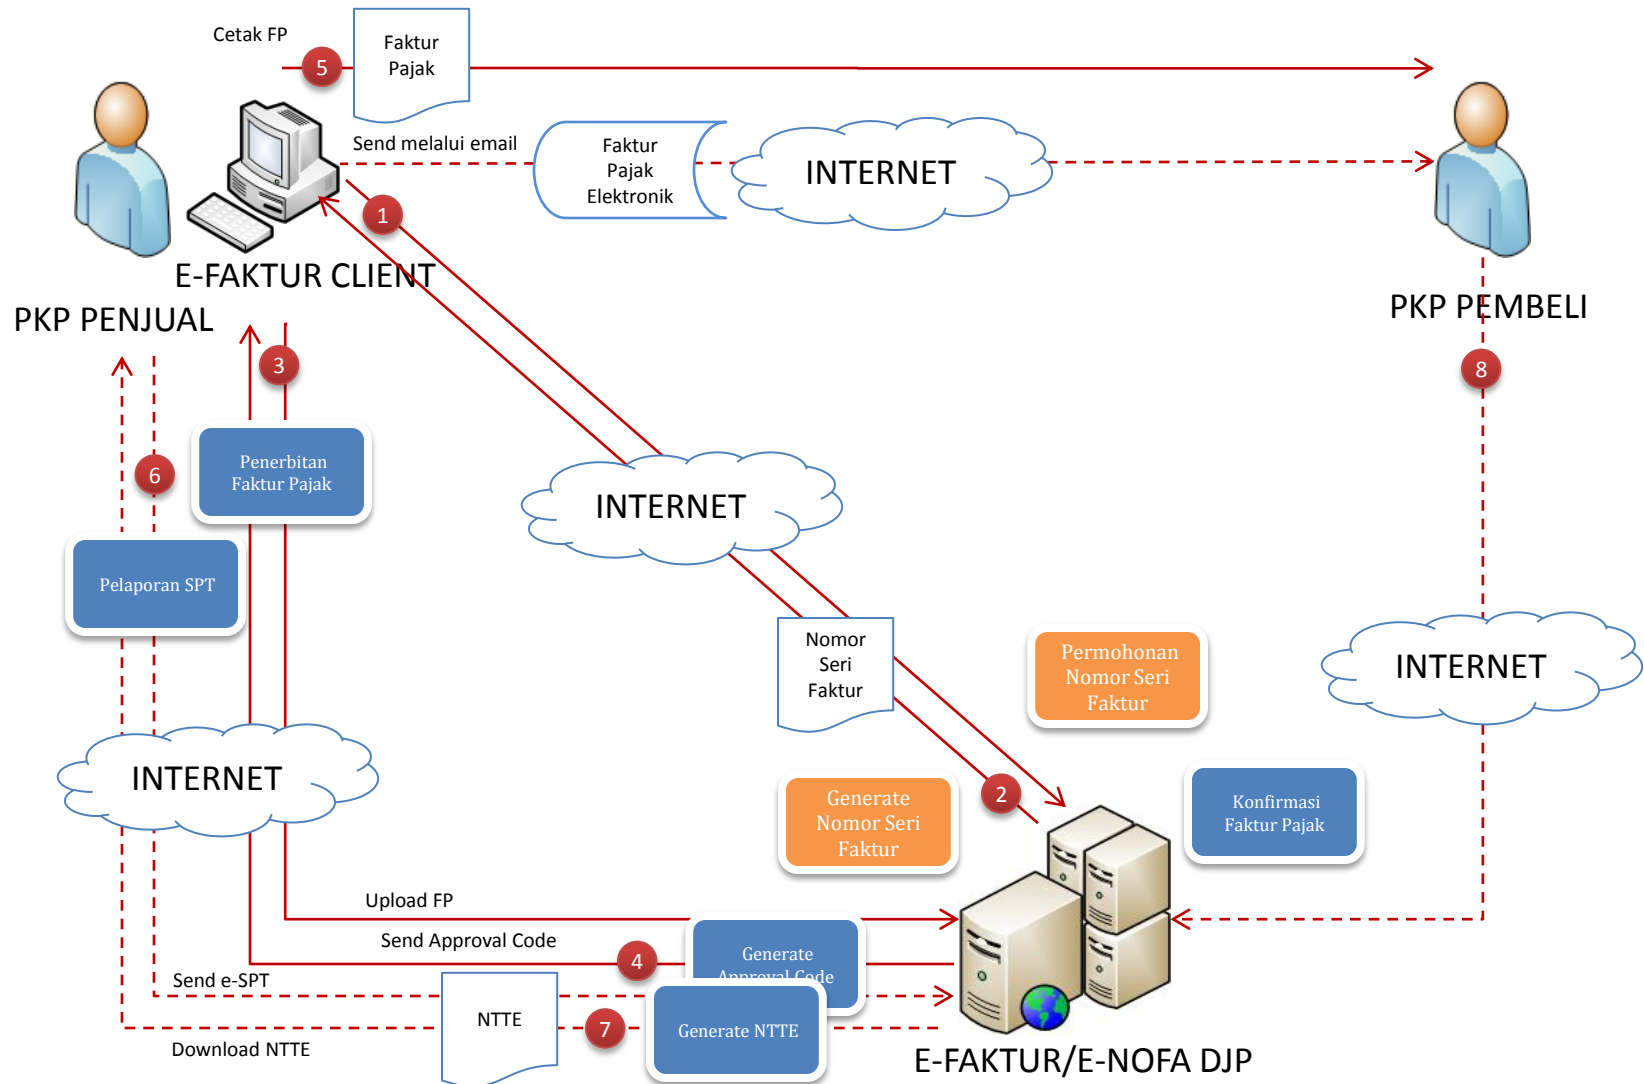 Cetak FP
5
Faktur
Pajak
Send melalui email
Faktur
Pajak
Elektronik
INTERNET
1
E-FAKTUR CLIENT
PKP PENJUAL
PKP PEMBELI
3
8
6
Penerbitan
Faktur Pajak
INTERNET
Pelaporan SPT
Nomor
Seri
Faktur
Permohonan
Nomor Seri
Faktur
INTERNET
INTERNET
2
Generate
Nomor Seri
Faktur
Konfirmasi
Faktur Pajak
Upload FP
Send Approval Code
4
Generate
Approval Code
Send e-SPT
NTTE
7
Generate NTTE
Download NTTE
E-FAKTUR/E-NOFA DJP